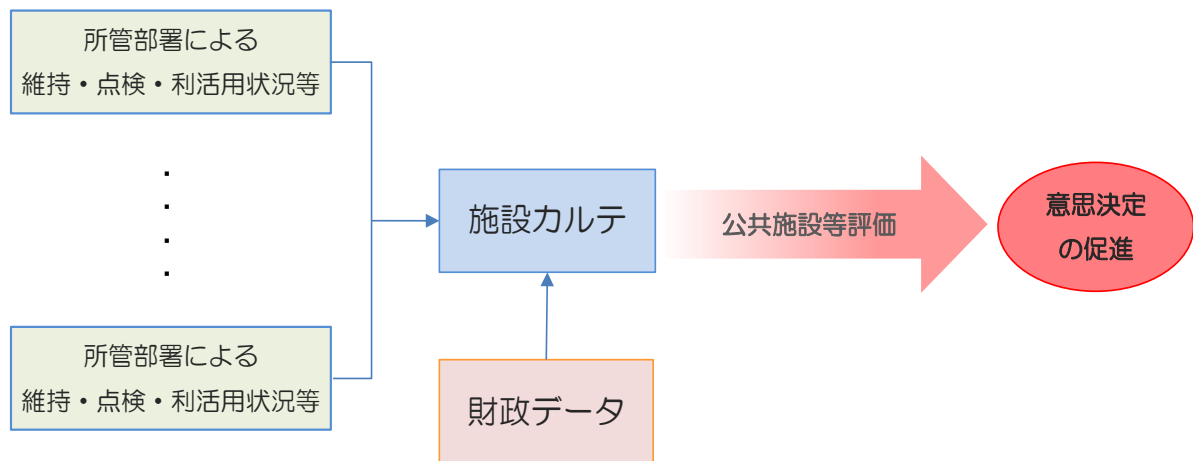 所管部署による
維持・点検・利活用状況等
・
・
・
・
所管部署による
維持・点検・利活用状況等
施設カルテ
財政データ
公共施設等評価
意思決定
の促進